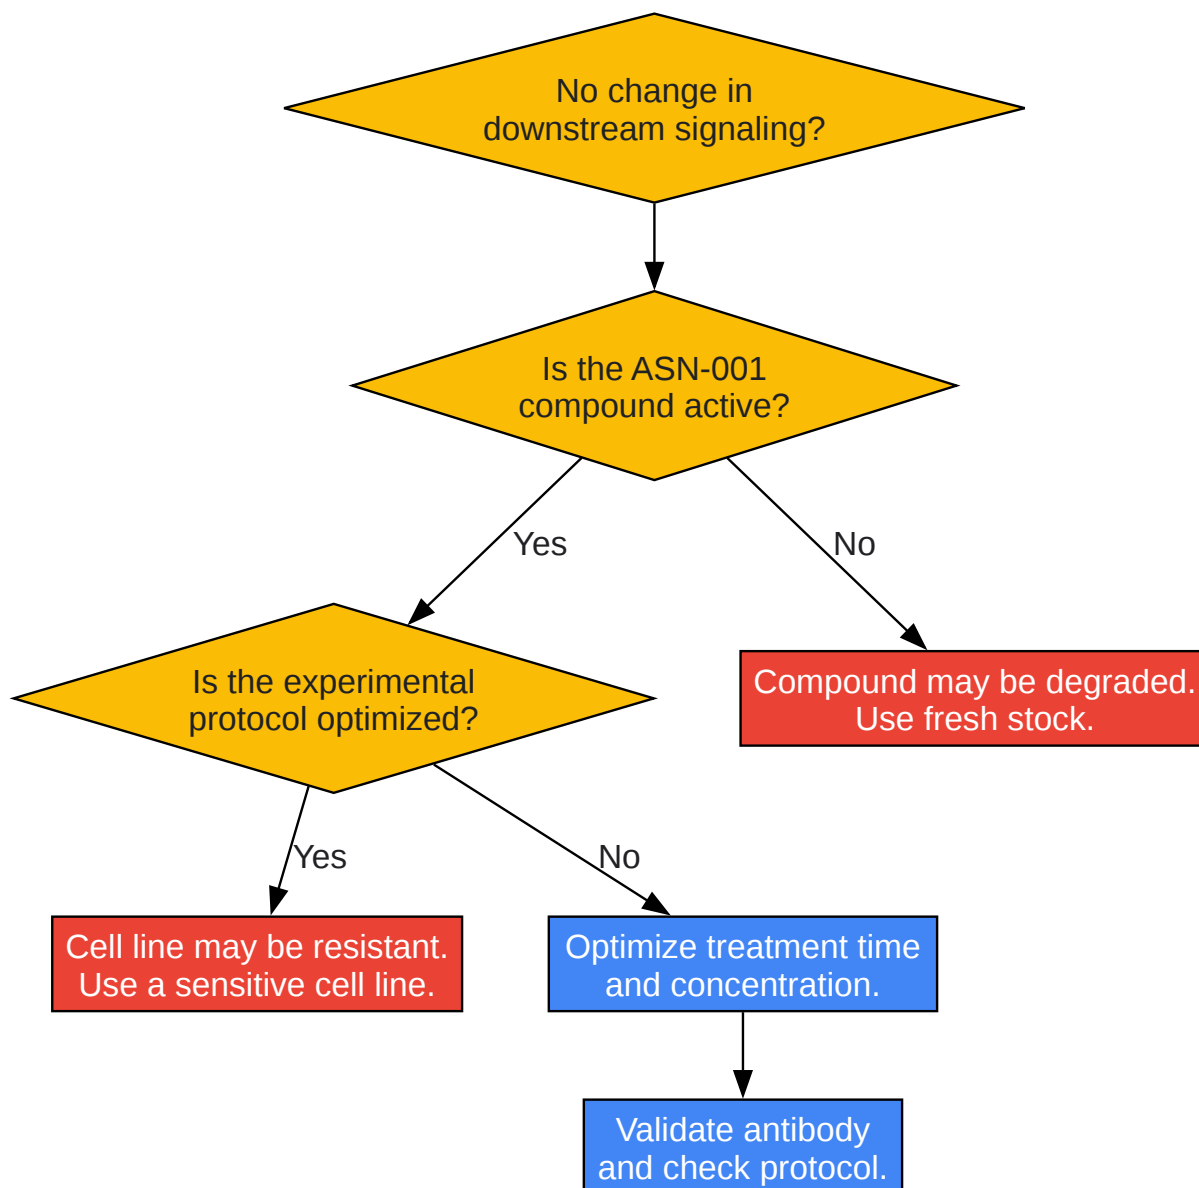 No change in
downstream signaling?
Is the ASN-001
compound active?
Yes
No
Is the experimental
protocol optimized?
Compound may be degraded.
Use fresh stock.
Yes
No
Cell line may be resistant.
Use a sensitive cell line.
Optimize treatment time
and concentration.
Validate antibody
and check protocol.